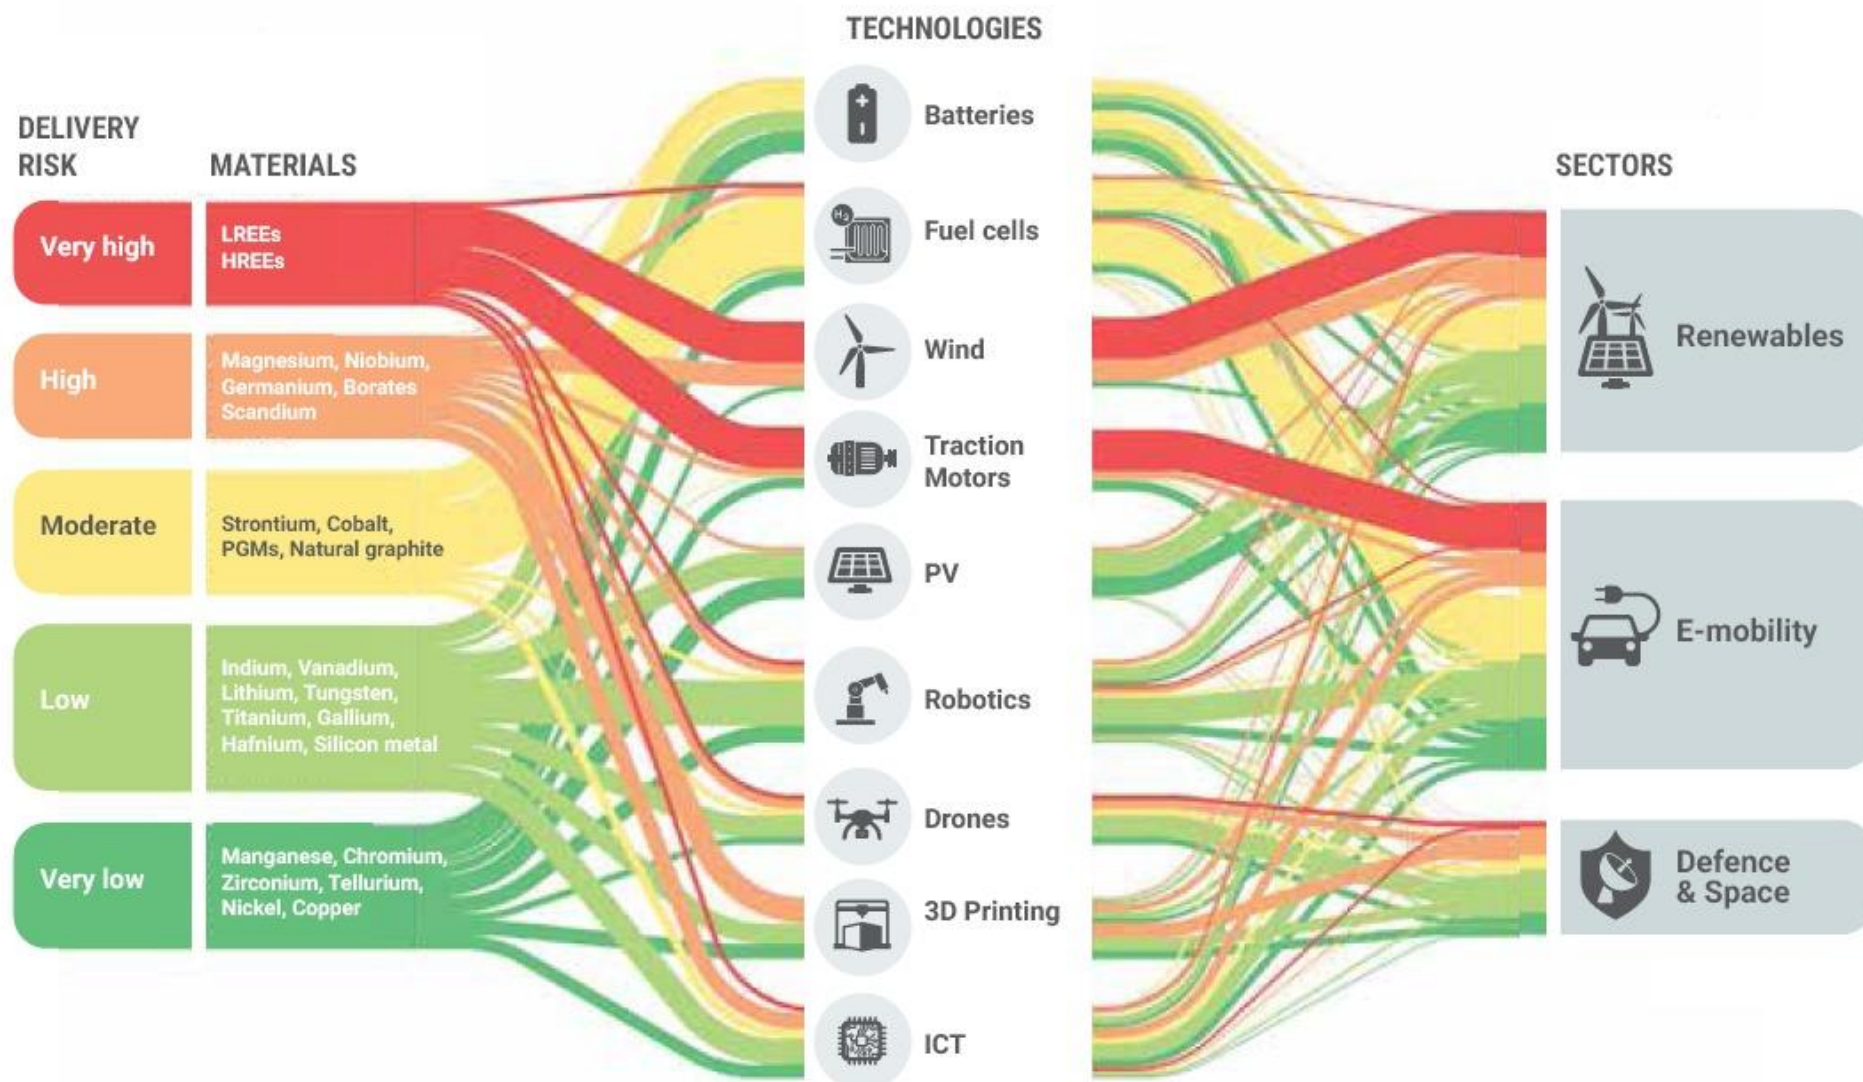 TECHNOLOGIES
DELIVERY
RISK
MATERIALS
SECTORS
Very high
LREEs
HREEs
High
Magnesium, Niobium,
Germanium, Borates
Scandium
Moderate
Strontium, Cobalt,
PGMs, Natural graphite
Low
Indium, Vanadium,
Lithium, Tungsten,
Titanium, Gallium,
Hafnium, Silicon metal
Very low
Manganese, Chromium,
Zirconium, Tellurium,
Nickel, Copper
Batteries
H₂
Fuel cells
Wind
Traction
Motors
PV
Robotics
Drones
3D Printing
ICT
Renewables
E-mobility
Defence
& Space